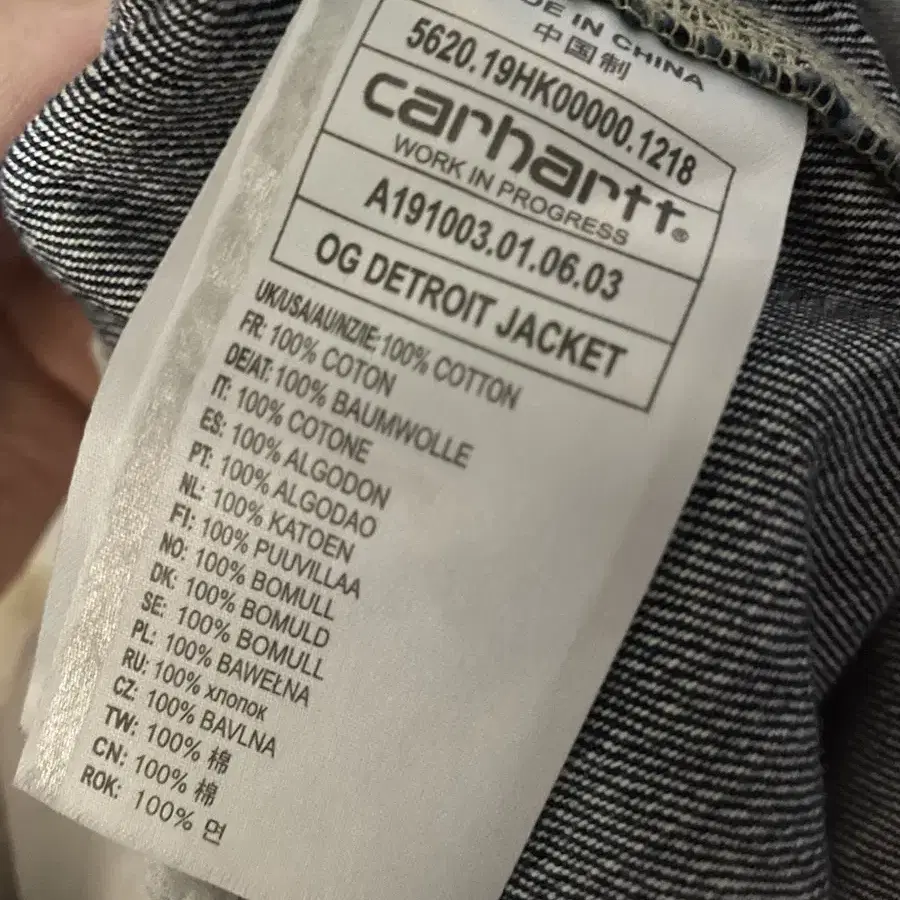 DE IN CHINA
中国制
5620.19HK00000.1218
carhartt®
WORK IN PROGRESS
A191003.01.06.03
OG DETROIT JACKET
UK/USA/AU/NZ/IE:100% COTTON
FR: 100% COTON
DE/AT: 100% BAUMWOLLE
IT: 100% COTONE
ES: 100% ALGODON
PT: 100% ALGODAO
NL: 100% KATOEN
FI: 100% PUUVILLAA
NO: 100% BOMULL
DK: 100% BOMULD
SE: 100% BOMULL
PL: 100% BAWEŁNA
RU: 100% хлопок
CZ: 100% BAVLNA
TW: 100% 棉
CN: 100% 棉
ROK: 100% 면